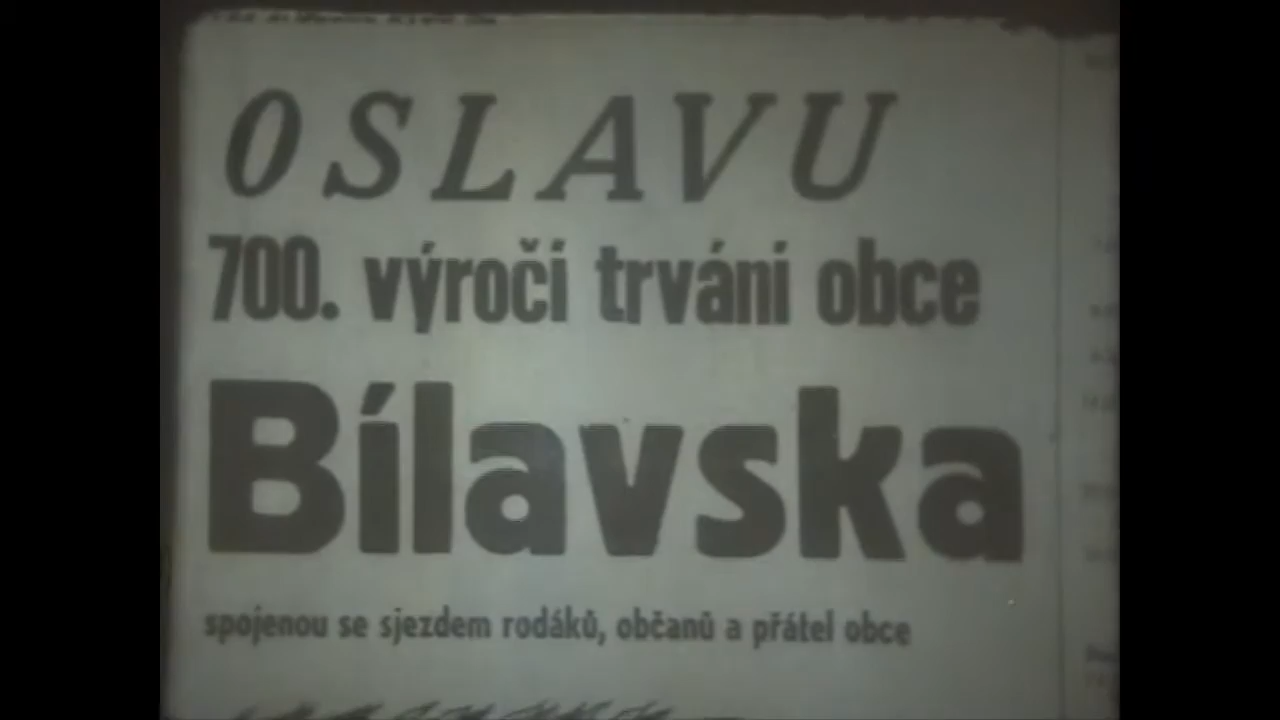 OSLAVU
700. výročí trvání obce
Bílavska
spojenou se sjezdem rodáků, občanů a přátel obce